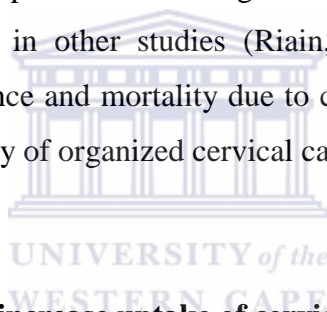 in other studies (Riain,
nce and mortality due to c
y of organized cervical ca
UNIVERSITY of the
increase uptake of cervic
WESTERN CAPE